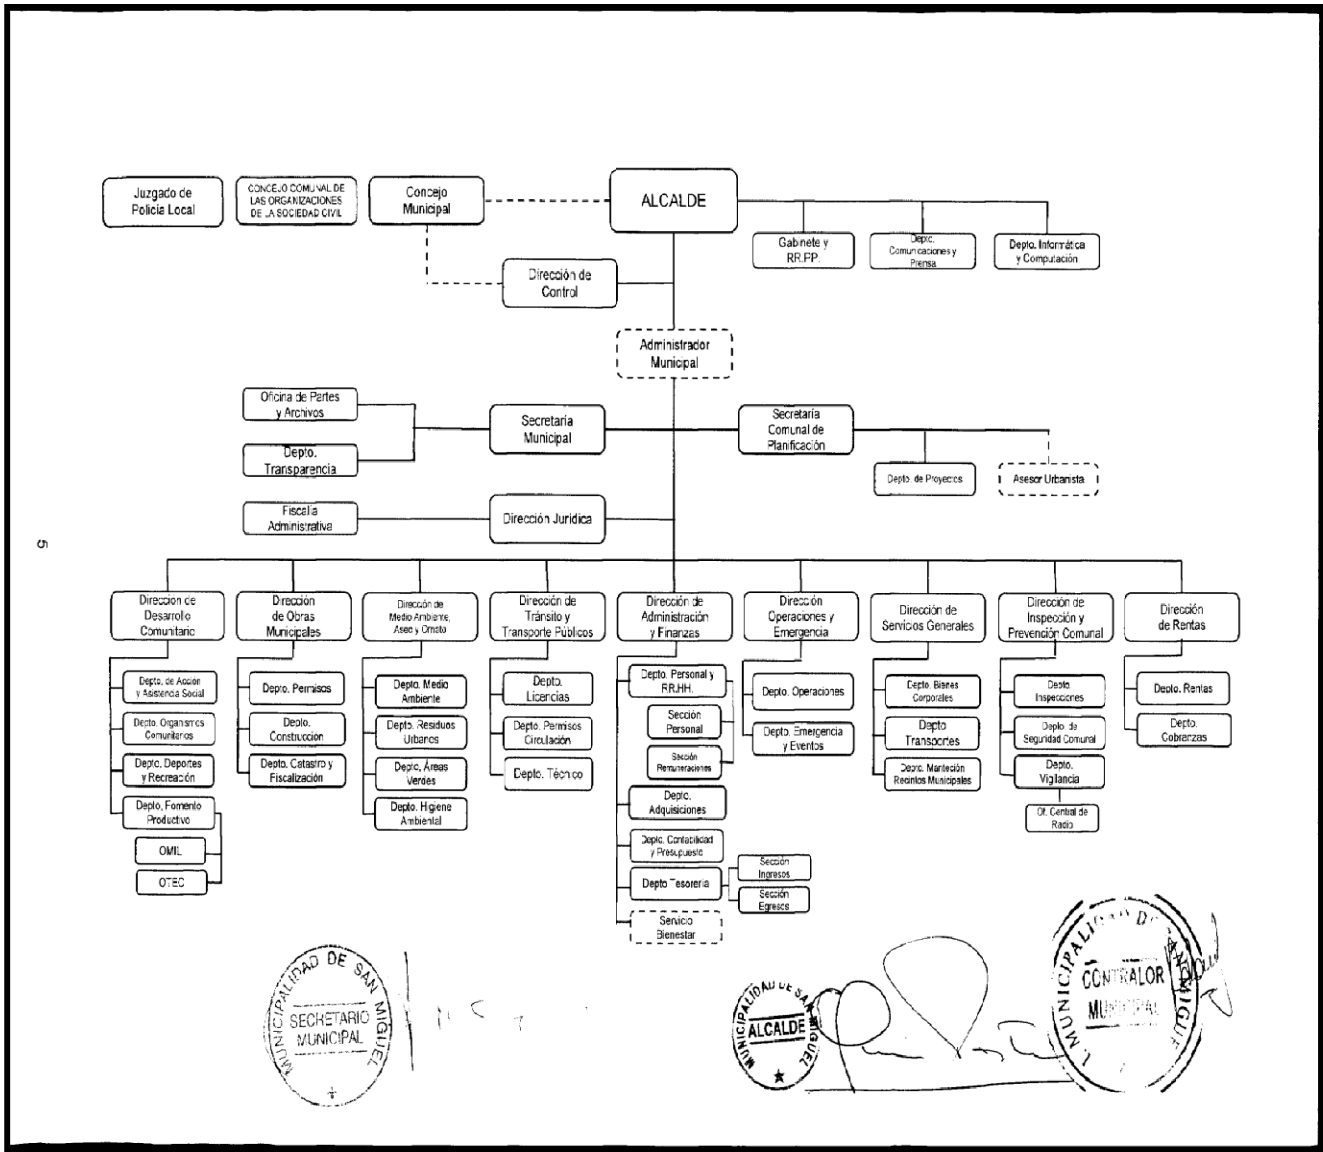 Juzgado de
Policía Local
CONCEJO COMUNAL DE
LAS ORGANIZACIONES
DE LA SOCIEDAD CIVIL
Concejo
Municipal
ALCALDE
Gabinete y
RR.PP.
Depto.
Comunicaciones y
Prensa
Depto. Informática
y Computación
Dirección de
Control
Administrador
Municipal
Oficina de Partes
y Archivos
Depto.
Transparencia
Secretaría
Municipal
Secretaría
Comunal de
Planificación
Depto. de Proyectos
Asesor Urbanista
Fiscalía
Administrativa
Dirección Jurídica
5
Dirección de
Desarrollo
Comunitario
Dirección
de Obras
Municipales
Dirección de
Medio Ambiente,
Aseo y Ornato
Dirección de
Tránsito y
Transporte Públicos
Dirección de
Administración
y Finanzas
Dirección
Operaciones y
Emergencia
Dirección de
Servicios Generales
Dirección de
Inspección y
Prevención Comunal
Dirección
de Rentas
Depto. de Acción
y Asistencia Social
Depto. Organismos
Comunitarios
Depto. Deportes
y Recreación
Depto. Fomento
Productivo
OMIL
OTEC
Depto. Permisos
Depto.
Construcción
Depto. Catastro y
Fiscalización
Depto. Medio
Ambiente
Depto. Residuos
Urbanos
Depto. Áreas
Verdes
Depto. Higiene
Ambiental
Depto.
Licencias
Depto. Permisos
Circulación
Depto. Técnico
Depto. Personal y
R.R.HH.
Sección
Personal
Sección
Remuneraciones
Depto.
Adquisiciones
Depto. Contabilidad
y Presupuesto
Depto Tesorería
Sección
Ingresos
Sección
Egresos
Servicio
Bienestar
Depto. Operaciones
Depto. Emergencia
y Eventos
Depto. Bienes
Corporales
Depto
Transportes
Depto. Mantención
Recintos Municipales
Depto
Inspecciones
Depto. de
Seguridad Comunal
Depto.
Vigilancia
Of. Central de
Radio
Depto. Rentas
Depto.
Cobranzas
MUNICIPALIDAD DE SAN MIGUEL
SECRETARIO
MUNICIPAL
MUNICIPALIDAD DE SAN MIGUEL
ALCALDE
I. MUNICIPALIDAD DE SAN MIGUEL
CONTRALOR
MUNICIPAL